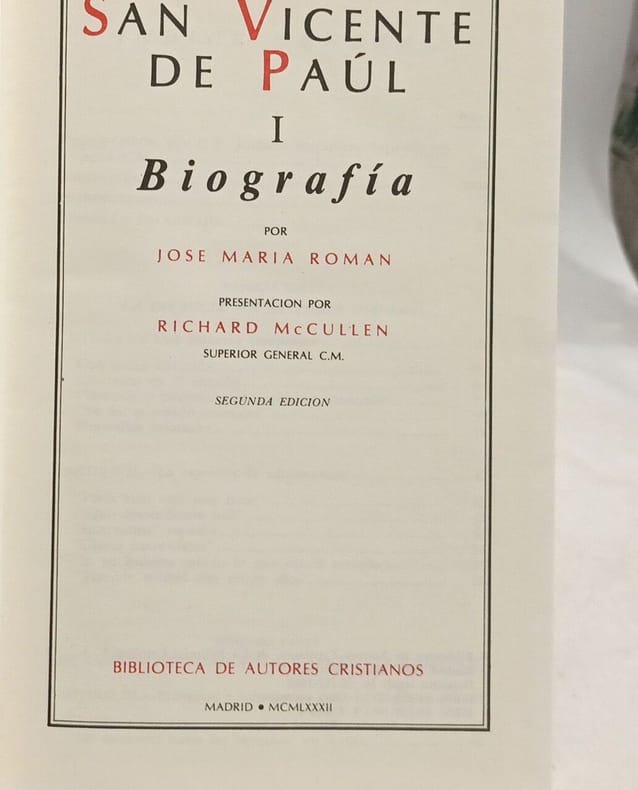 SAN VICENTE
DE PAÚL
I
Biografía
POR
JOSE MARIA ROMAN
PRESENTACION POR
RICHARD McCULLEN
SUPERIOR GENERAL C.M.
SEGUNDA EDICION
BIBLIOTECA DE AUTORES CRISTIANOS
MADRID • MCMLXXXII